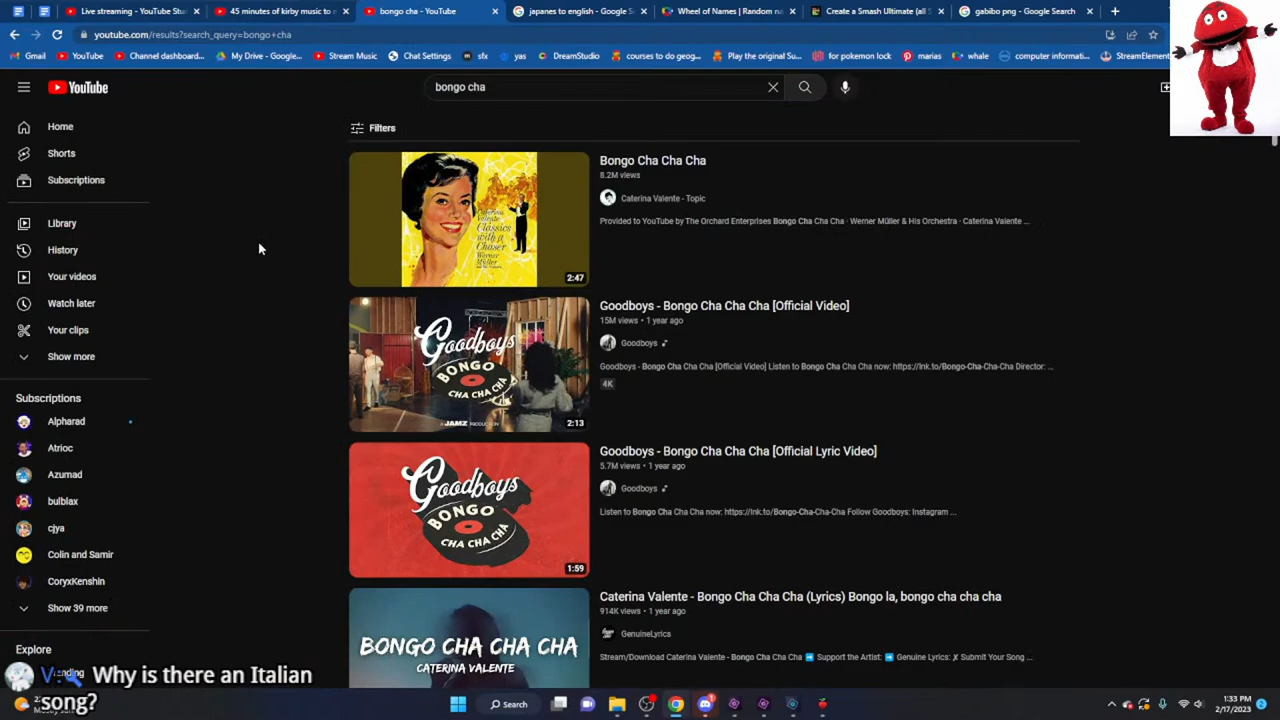 Live streaming - YouTube Stu
45 minutes of kirby music to r
bongo cha - YouTube
japanes to english - Google S
Wheel of Names | Random na
Create a Smash Ultimate (all S
gabibo png - Google Search
youtube.com/results?search_query=bongo+cha
Gmail
YouTube
Channel dashboard...
My Drive - Google...
Stream Music
Chat Settings
sfx
DreamStudio
courses to do geog...
Play the original Su...
for pokemon lock
marias
whale
computer informati...
StreamElem
YouTube
bongo cha
Home
Shorts
Subscriptions
Library
History
Your videos
Watch later
Your clips
Show more
Subscriptions
Alpharad
Atrioc
Azumad
bulblax
cjya
Colin and Samir
CoryxKenshin
Show 39 more
Explore
Filters
Caterina Valente
Classics
with a
Chaser
Werner
Müller
2:47
Bongo Cha Cha Cha
8.2M views
Caterina Valente - Topic
Provided to YouTube by The Orchard Enterprises Bongo Cha Cha Cha · Werner Müller & His Orchestra · Caterina Valente ...
Goodboys
BONGO
CHA CHA CHA
A JAMZ PRODUCTION
2:13
Goodboys - Bongo Cha Cha Cha [Official Video]
15M views • 1 year ago
Goodboys
Goodboys - Bongo Cha Cha Cha [Official Video] Listen to Bongo Cha Cha Cha now: https://lnk.to/Bongo-Cha-Cha-Cha Director: ...
4K
Goodboys
BONGO
CHA CHA CHA
1:59
Goodboys - Bongo Cha Cha Cha [Official Lyric Video]
5.7M views • 1 year ago
Goodboys
Listen to Bongo Cha Cha Cha now: https://lnk.to/Bongo-Cha-Cha-Cha Follow Goodboys: Instagram ...
BONGO CHA CHA CHA
CATERINA VALENTE
Caterina Valente - Bongo Cha Cha Cha (Lyrics) Bongo la, bongo cha cha cha
914K views • 1 year ago
GenuineLyrics
Stream/Download Caterina Valente - Bongo Cha Cha Cha Support the Artist: Genuine Lyrics: Submit Your Song ...
Why is there an Italian
song?
Search
1:33 PM
2/17/2023